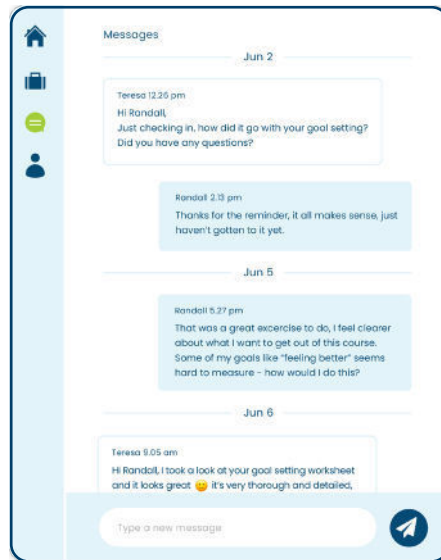 Messages
Jun 2
Teresa 12.26 pm
Hi Randall,
Just checking in, how did it go with your goal setting?
Did you have any questions?
Randall 2.13 pm
Thanks for the reminder, it all makes sense, just
haven't gotten to it yet.
Jun 5
Randall 5.27 pm
That was a great excercise to do, I feel clearer
about what I want to get out of this course.
Some of my goals like "feeling better" seems
hard to measure - how would I do this?
Jun 6
Teresa 9.05 am
Hi Randall, I took a look at your goal setting worksheet
and it looks great 😊 it's very thorough and detailed,
Type a new message